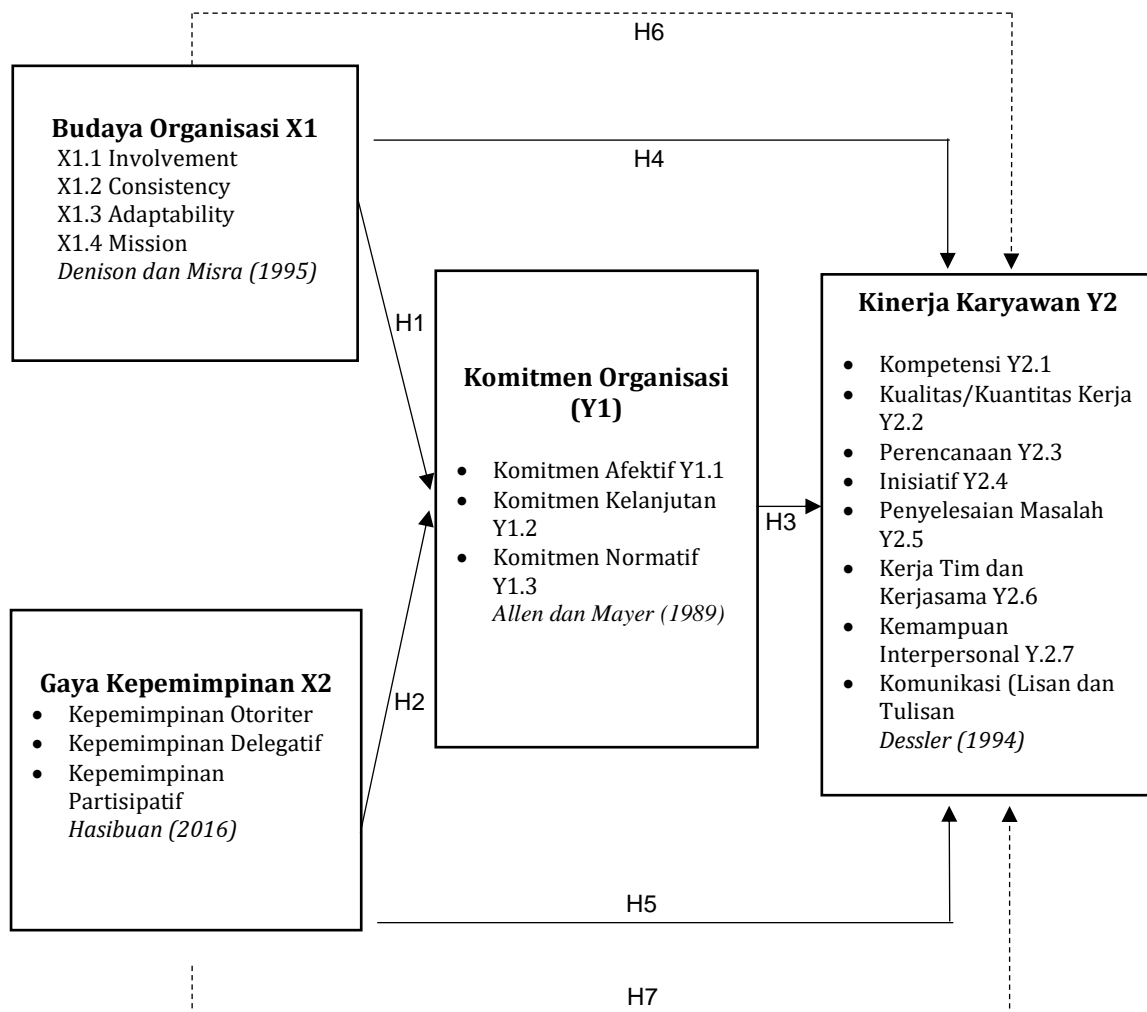 H6
Budaya Organisasi X1
X1.1 Involvement
X1.2 Consistency
X1.3 Adaptability
X1.4 Mission
Denison dan Misra (1995)
H4
H1
Komitmen Organisasi
(Y1)
• Komitmen Afektif Y1.1
• Komitmen Kelanjutan
Y1.2
• Komitmen Normatif
Y1.3
Allen dan Mayer (1989)
H3
Kinerja Karyawan Y2
• Kompetensi Y2.1
• Kualitas/Kuantitas Kerja
Y2.2
• Perencanaan Y2.3
• Inisiatif Y2.4
• Penyelesaian Masalah
Y2.5
• Kerja Tim dan
Kerjasama Y2.6
• Kemampuan
Interpersonal Y.2.7
• Komunikasi (Lisan dan
Tulisan
Dessler (1994)
H2
Gaya Kepemimpinan X2
• Kepemimpinan Otoriter
• Kepemimpinan Delegatif
• Kepemimpinan
Partisipatif
Hasibuan (2016)
H5
H7